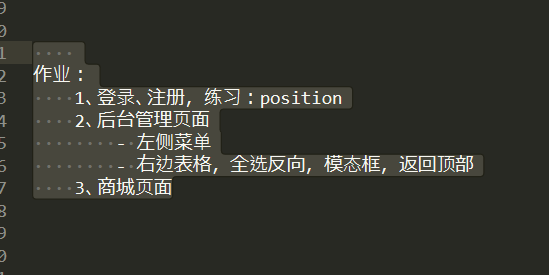 9
0
1
2 作业：
3 1、登录、注册，练习：position
4 2、后台管理页面
5 - 左侧菜单
6 - 右边表格，全选反向，模态框，返回顶部
7 3、商城页面
8
9
0
1